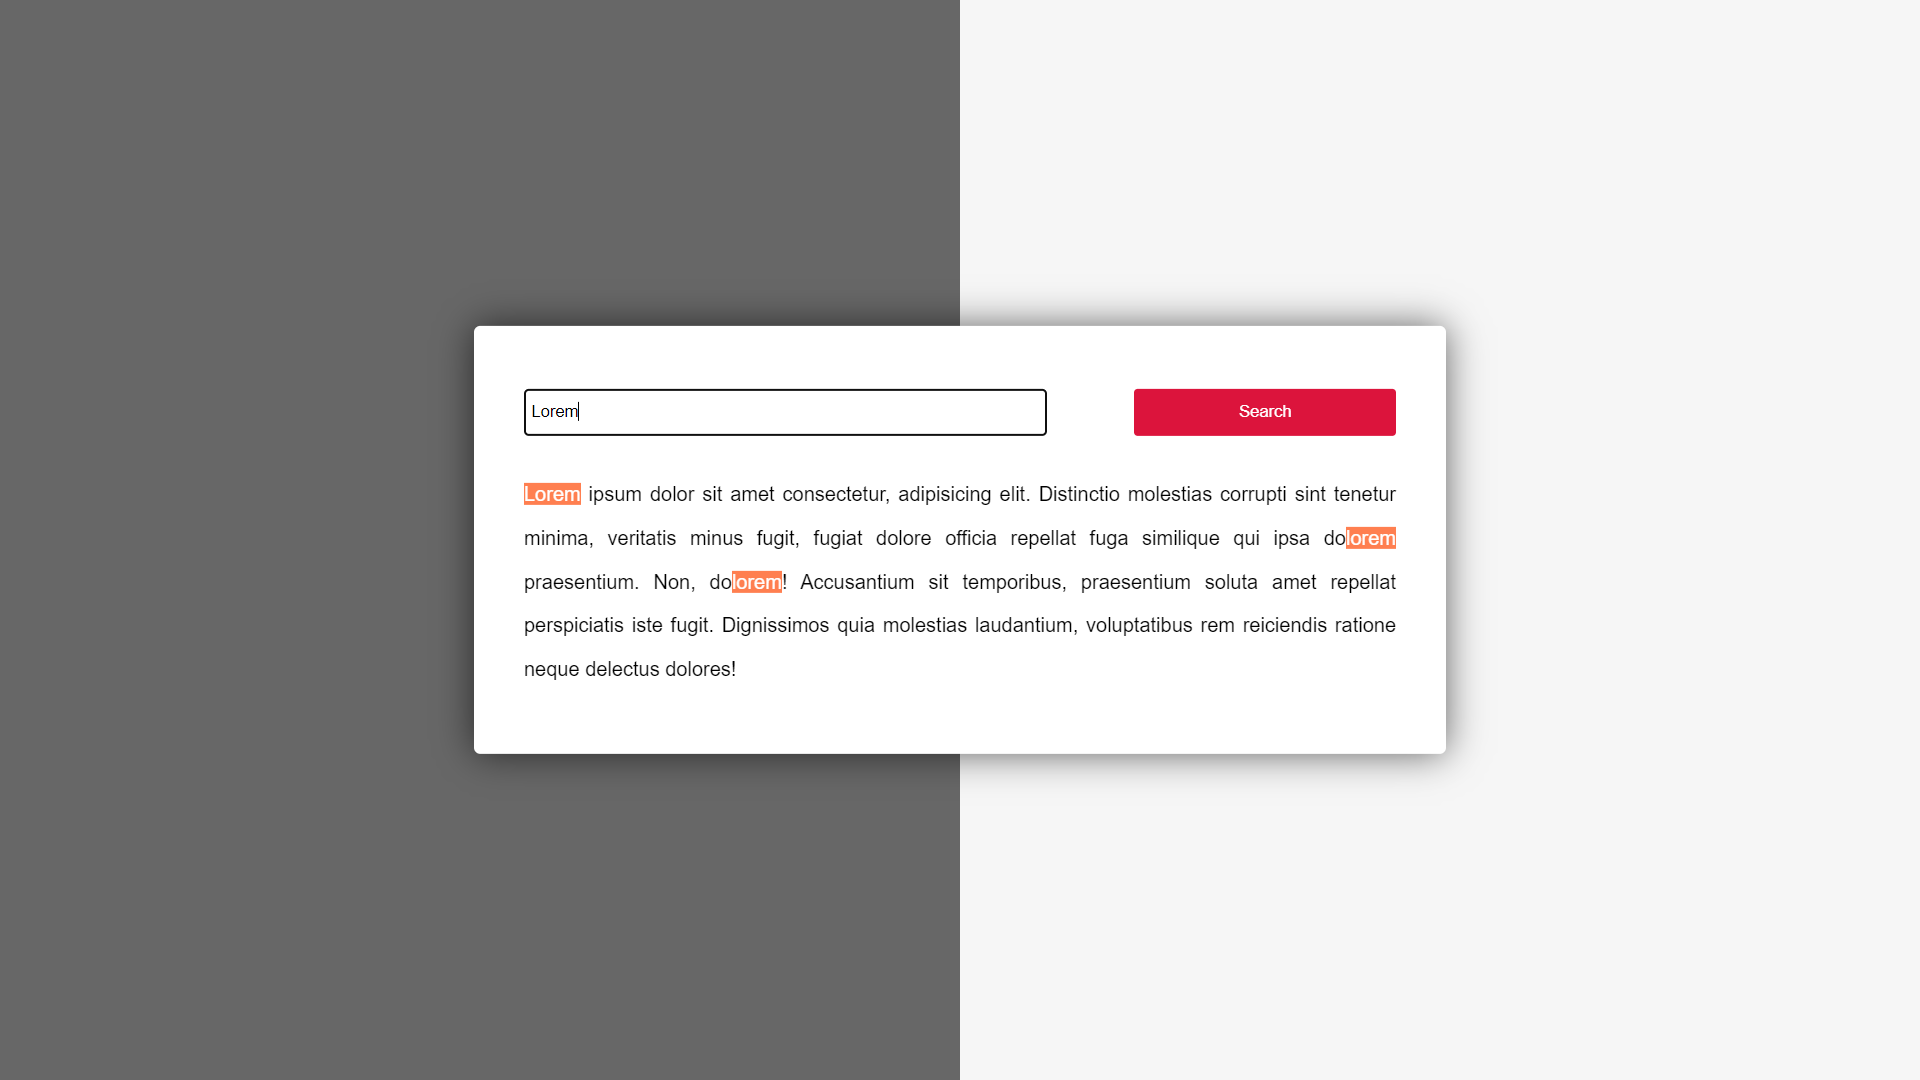 Lorem
Search
Lorem ipsum dolor sit amet consectetur, adipisicing elit. Distinctio molestias corrupti sint tenetur
minima, veritatis minus fugit, fugiat dolore officia repellat fuga similique qui ipsa dolorem
praesentium. Non, dolorem! Accusantium sit temporibus, praesentium soluta amet repellat
perspiciatis iste fugit. Dignissimos quia molestias laudantium, voluptatibus rem reiciendis ratione
neque delectus dolores!